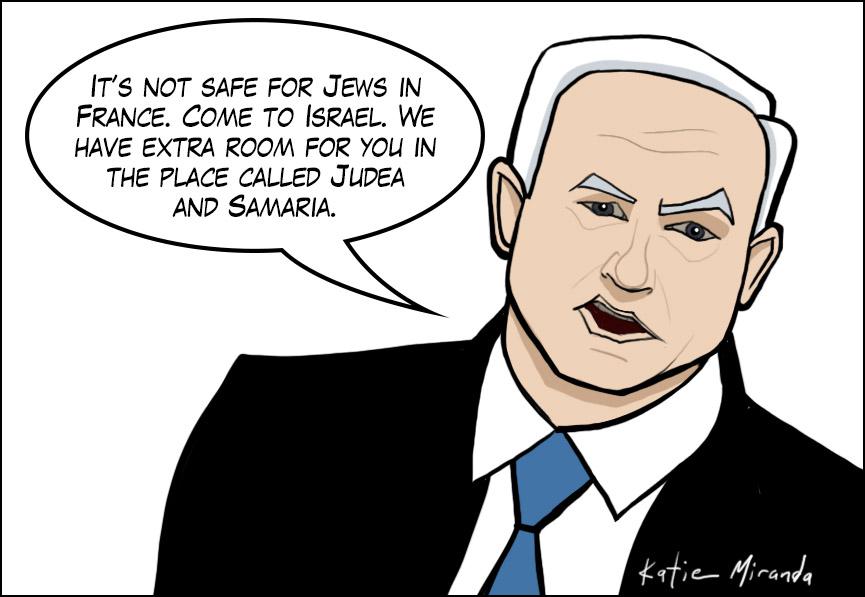 It's not safe for Jews in
France. Come to Israel. We
have extra room for you in
the place called Judea
and Samaria.
Katie Miranda